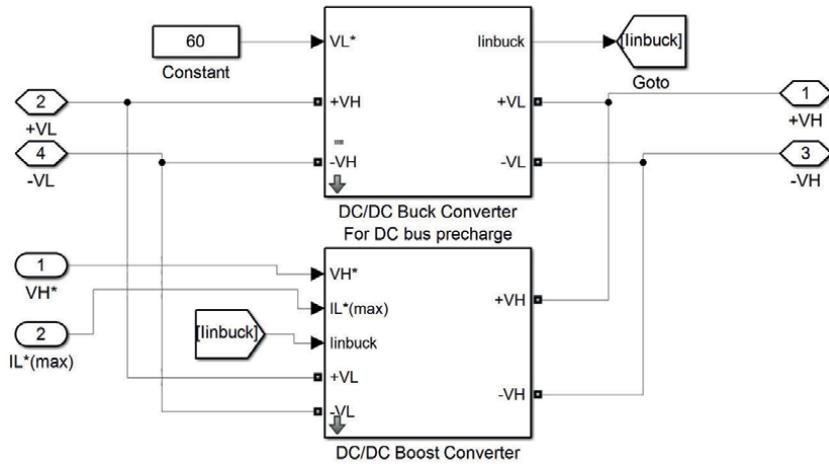 60
Constant
VL*
Iinbuck
[Iinbuck]
Goto
2
+VL
+VH
+VL
1
+VH
4
-VL
-VH
-VL
3
-VH
DC/DC Buck Converter
For DC bus precharge
1
VH*
VH*
+VH
2
IL*(max)
IL*(max)
[Iinbuck]
Iinbuck
+VL
-VL
-VH
DC/DC Boost Converter